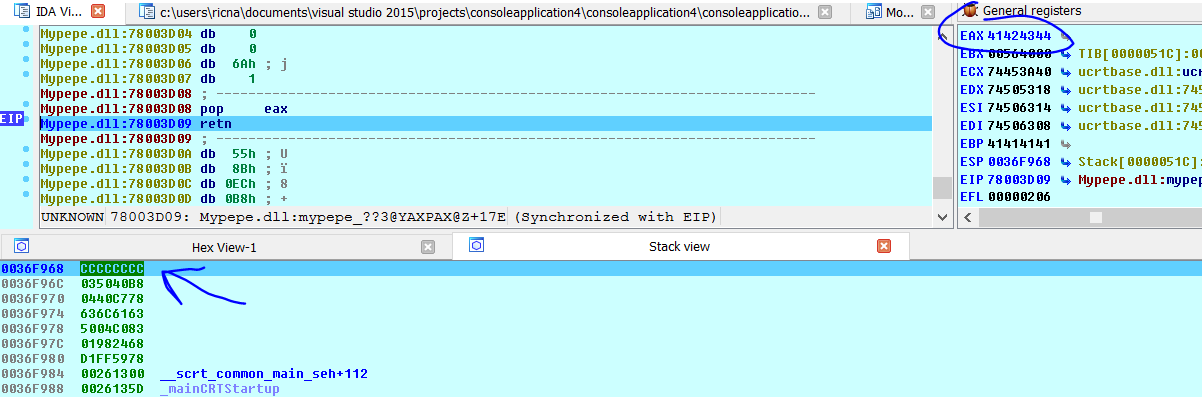 IDA Vi... c:\users\ricna\documents\visual studio 2015\projects\consoleapplication4\consoleapplication4\consoleapplicatio... Mo... General registers
Mypepe.dll:78003D04 db 0
Mypepe.dll:78003D05 db 0
Mypepe.dll:78003D06 db 6Ah ; j
Mypepe.dll:78003D07 db 1
Mypepe.dll:78003D08 ; ---------------------------------------------------------------------------
Mypepe.dll:78003D08 pop eax
EIP Mypepe.dll:78003D09 retn
Mypepe.dll:78003D09 ; ---------------------------------------------------------------------------
Mypepe.dll:78003D0A db 55h ; U
Mypepe.dll:78003D0B db 8Bh ; ï
Mypepe.dll:78003D0C db 0ECh ; 8
Mypepe.dll:78003D0D db 0B8h ; +
UNKNOWN 78003D09: Mypepe.dll:mypepe_??3@YAXPAX@Z+17E (Synchronized with EIP)
EAX 41424344
EBX 00564000 TIB[0000051C]:00
ECX 74453A40 ucrtbase.dll:ucr
EDX 74505318 ucrtbase.dll:745
ESI 74506314 ucrtbase.dll:745
EDI 74506308 ucrtbase.dll:745
EBP 41414141
ESP 0036F968 Stack[0000051C]:
EIP 78003D09 Mypepe.dll:mypep
EFL 00000206
Hex View-1 Stack view
0036F968 CCCCCCCC
0036F96C 035040B8
0036F970 0440C778
0036F974 636C6163
0036F978 5004C083
0036F97C 01982468
0036F980 D1FF5978
0036F984 00261300 __scrt_common_main_seh+112
0036F988 0026135D _mainCRTStartup